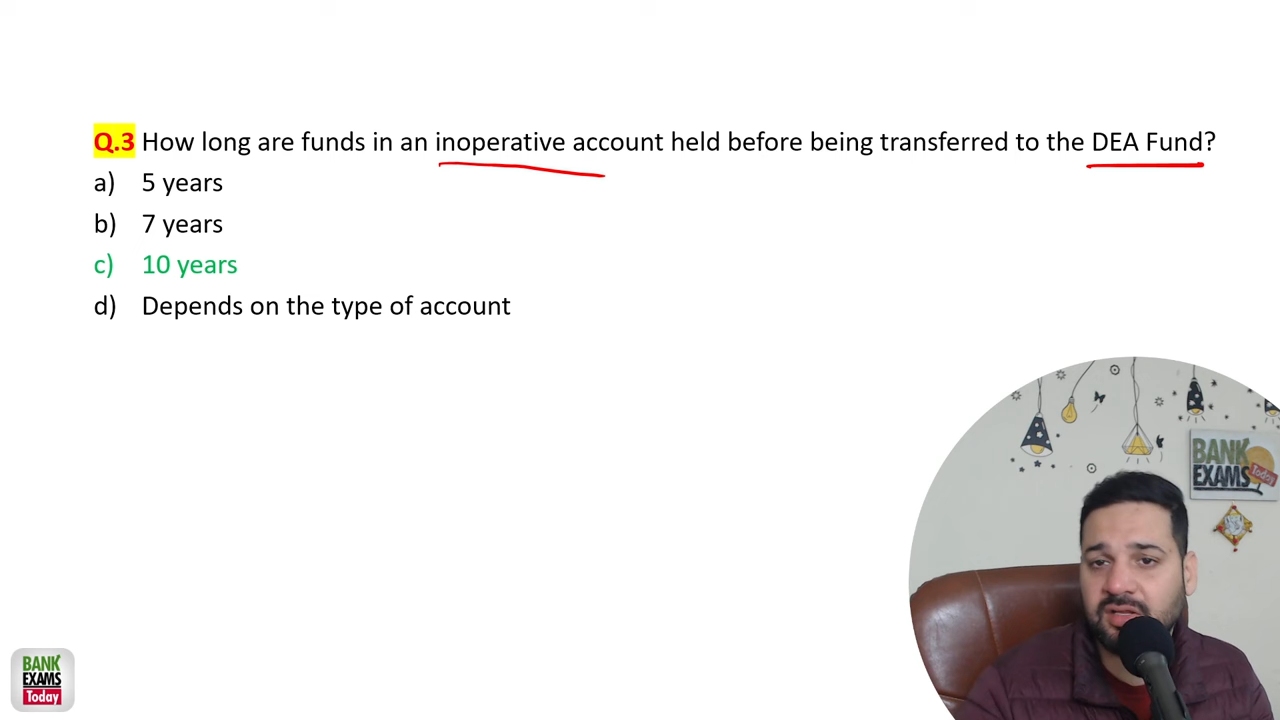 Q.3 How long are funds in an inoperative account held before being transferred to the DEA Fund?
a) 5 years
b) 7 years
c) 10 years
d) Depends on the type of account
BANK
EXAMS
Today
BANK
EXAMS
Today